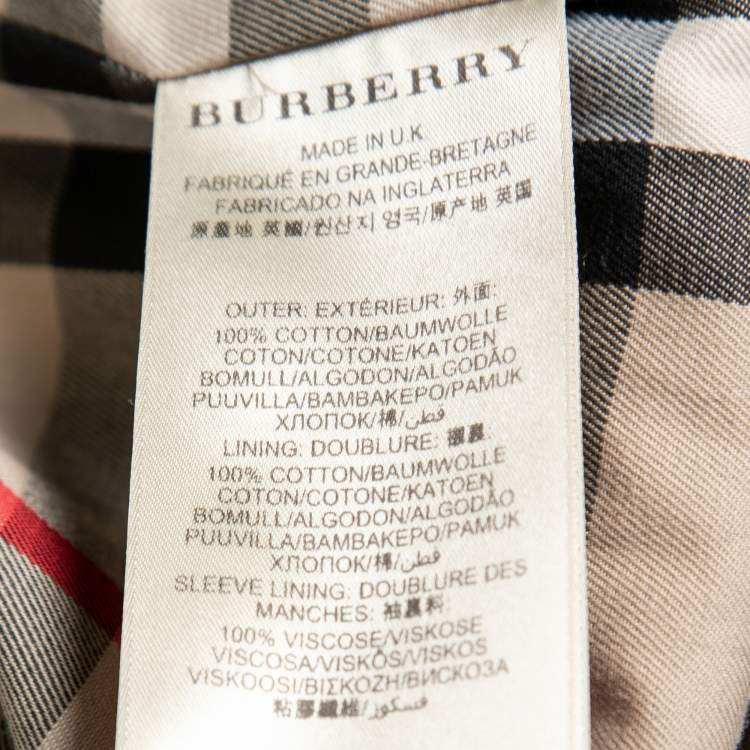 BURBERRY
MADE IN U.K
FABRIQUÉ EN GRANDE-BRETAGNE
FABRICADO NA INGLATERRA
原產地 英國/원산지 영국/原产地 英国
OUTER: EXTÉRIEUR: 外面:
100% COTTON/BAUMWOLLE
COTON/COTONE/KATOEN
BOMULL/ALGODON/ALGODÃO
PUUVILLA/BAMBAKEPO/PAMUK
ХЛОПОК/棉/قطن
LINING: DOUBLURE: 襯裏:
100% COTTON/BAUMWOLLE
COTON/COTONE/KATOEN
BOMULL/ALGODON/ALGODÃO
PUUVILLA/BAMBAKEPO/PAMUK
ХЛОПОК/棉/قطن
SLEEVE LINING: DOUBLURE DES
MANCHES: 袖裏料:
100% VISCOSE/VISKOSE
VISCOSA/VISKÔS/VISKOS
VISKOOSI/ΒΙΣΚΟΖΗ/ВИСКОЗА
粘膠纖維/فسكوز